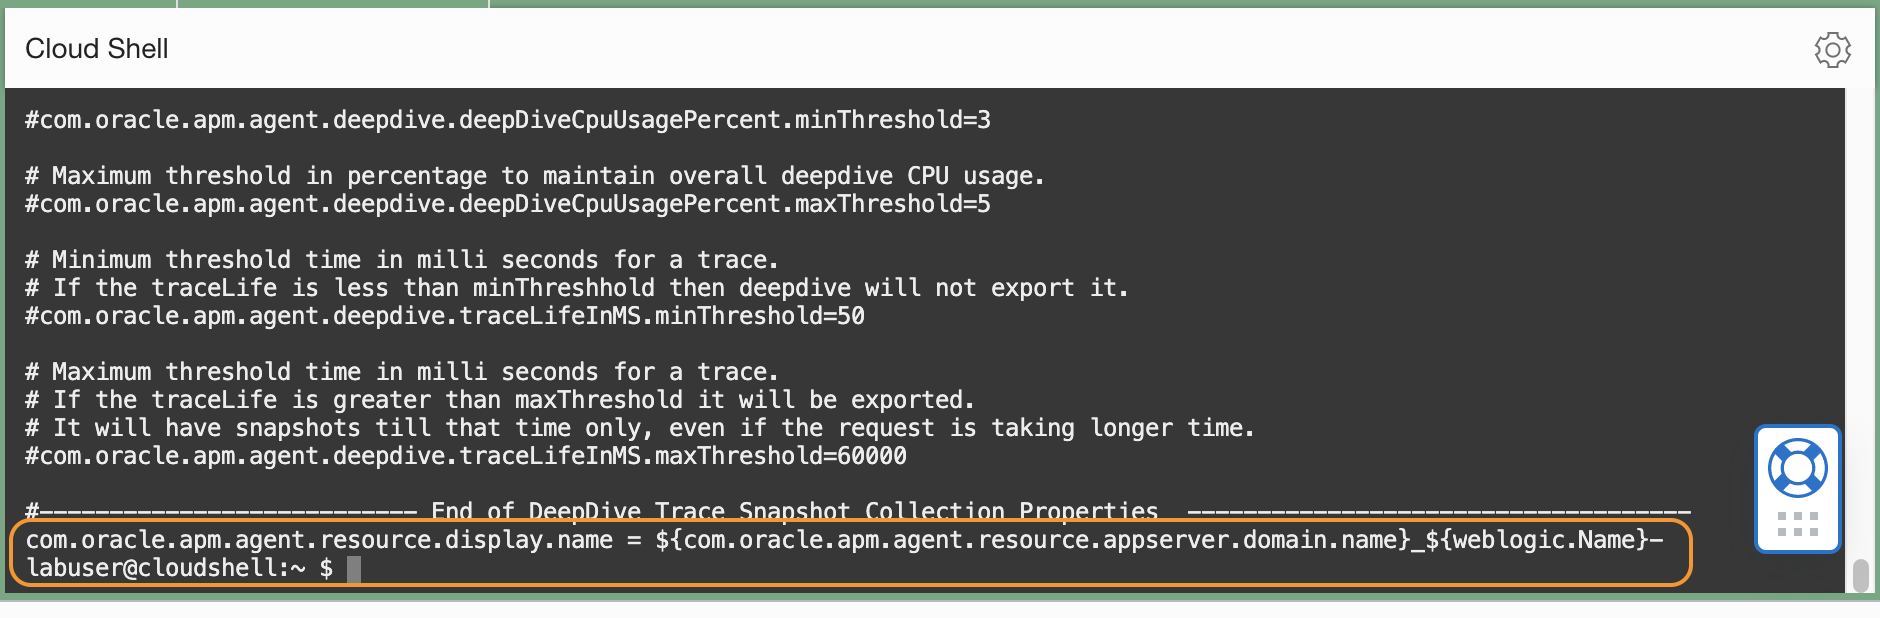 Cloud Shell
#com.oracle.apm.agent.deepdive.deepDiveCpuUsagePercent.minThreshold=3
# Maximum threshold in percentage to maintain overall deepdive CPU usage.
#com.oracle.apm.agent.deepdive.deepDiveCpuUsagePercent.maxThreshold=5
# Minimum threshold time in milli seconds for a trace.
# If the traceLife is less than minThreshhold then deepdive will not export it.
#com.oracle.apm.agent.deepdive.traceLifeInMS.minThreshold=50
# Maximum threshold time in milli seconds for a trace.
# If the traceLife is greater than maxThreshold it will be exported.
# It will have snapshots till that time only, even if the request is taking longer time.
#com.oracle.apm.agent.deepdive.traceLifeInMS.maxThreshold=60000
#--------------------------- End of DeepDive Trace Snapshot Collection Properties  ------------------------------------
com.oracle.apm.agent.resource.display.name = ${com.oracle.apm.agent.resource.appserver.domain.name}_${weblogic.Name}-
labuser@cloudshell:~ $